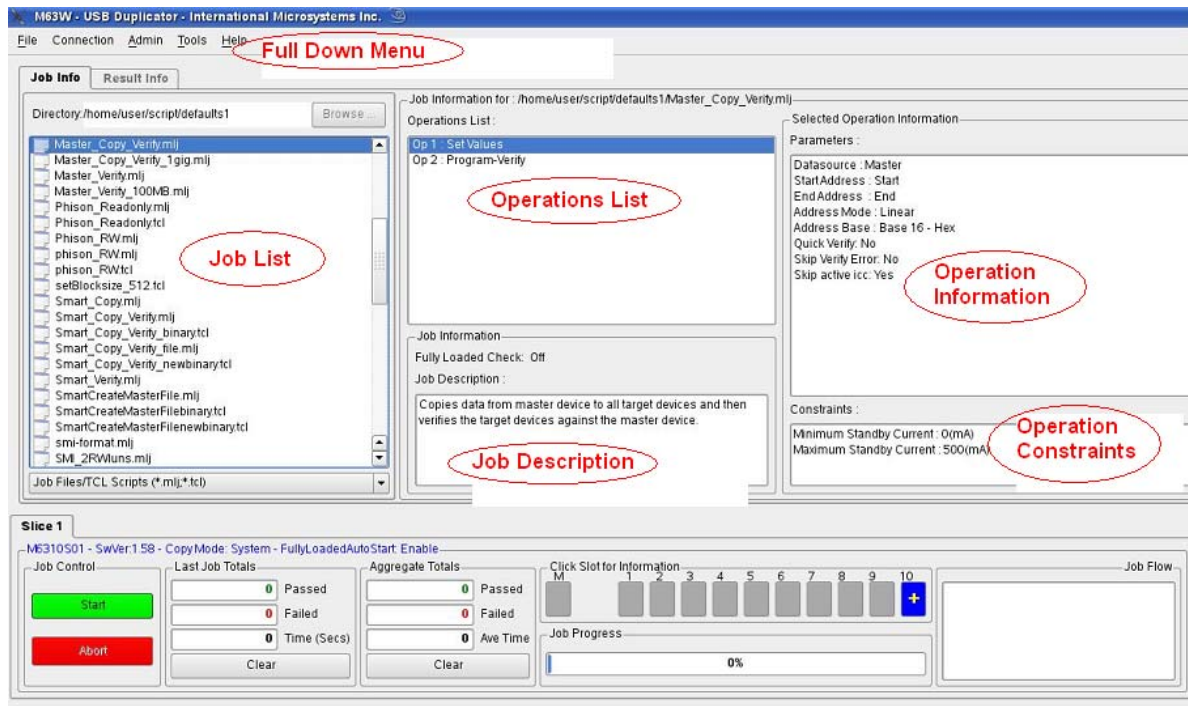 M63W - USB Duplicator - International Microsystems Inc.
File Connection Admin Tools Help
Full Down Menu
Job Info Result Info
Directory:/home/user/script/defaults1 Browse ...
Master_Copy_Verify.mlj
Master_Copy_Verify_1gig.mlj
Master_Verify.mlj
Master_Verify_100MB.mlj
Phison_Readonly.mlj
Phison_Readonly.tcl
Phison_RW.mlj
phison_RW.mlj
phison_RW.tcl
setBlocksize_512.tcl
Smart_Copy.mlj
Smart_Copy_Verify.mlj
Smart_Copy_Verify_binary.tcl
Smart_Copy_Verify_file.mlj
Smart_Copy_Verify_newbinary.tcl
Smart_Verify.mlj
SmartCreateMasterFile.mlj
SmartCreateMasterFilebinary.tcl
SmartCreateMasterFilenewbinary.tcl
smi-format.mlj
SMI_2RWluns.mlj
Job List
Job Files/TCL Scripts (*.mlj;*.tcl)
Job Information for : /home/user/script/defaults1/Master_Copy_Verify.mlj
Operations List :
Op 1 : Set Values
Op 2 : Program-Verify
Operations List
Job Information
Fully Loaded Check: Off
Job Description :
Copies data from master device to all target devices and then
verifies the target devices against the master device.
Job Description
Selected Operation Information
Parameters :
Datasource : Master
Start Address : Start
End Address : End
Address Mode : Linear
Address Base : Base 16 - Hex
Quick Verify: No
Skip Verify Error: No
Skip active icc: Yes
Operation
Information
Constraints :
Minimum Standby Current : 0(mA)
Maximum Standby Current : 500(mA)
Operation
Constraints
Slice 1
M6310S01 - SwVer:1.58 - Copy Mode: System - FullyLoadedAutoStart: Enable
Job Control
Start
Abort
Last Job Totals
0 Passed
0 Failed
0 Time (Secs)
Clear
Aggregate Totals
0 Passed
0 Failed
0 Ave Time
Clear
Click Slot for Information
M 1 2 3 4 5 6 7 8 9 10
+
Job Progress
0%
Job Flow